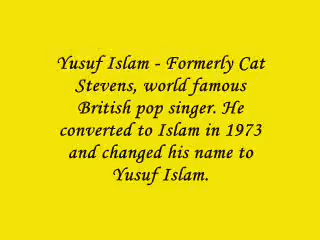 Yusuf Islam - Formerly Cat
Stevens, world famous
British pop singer. He
converted to Islam in 1973
and changed his name to
Yusuf Islam.